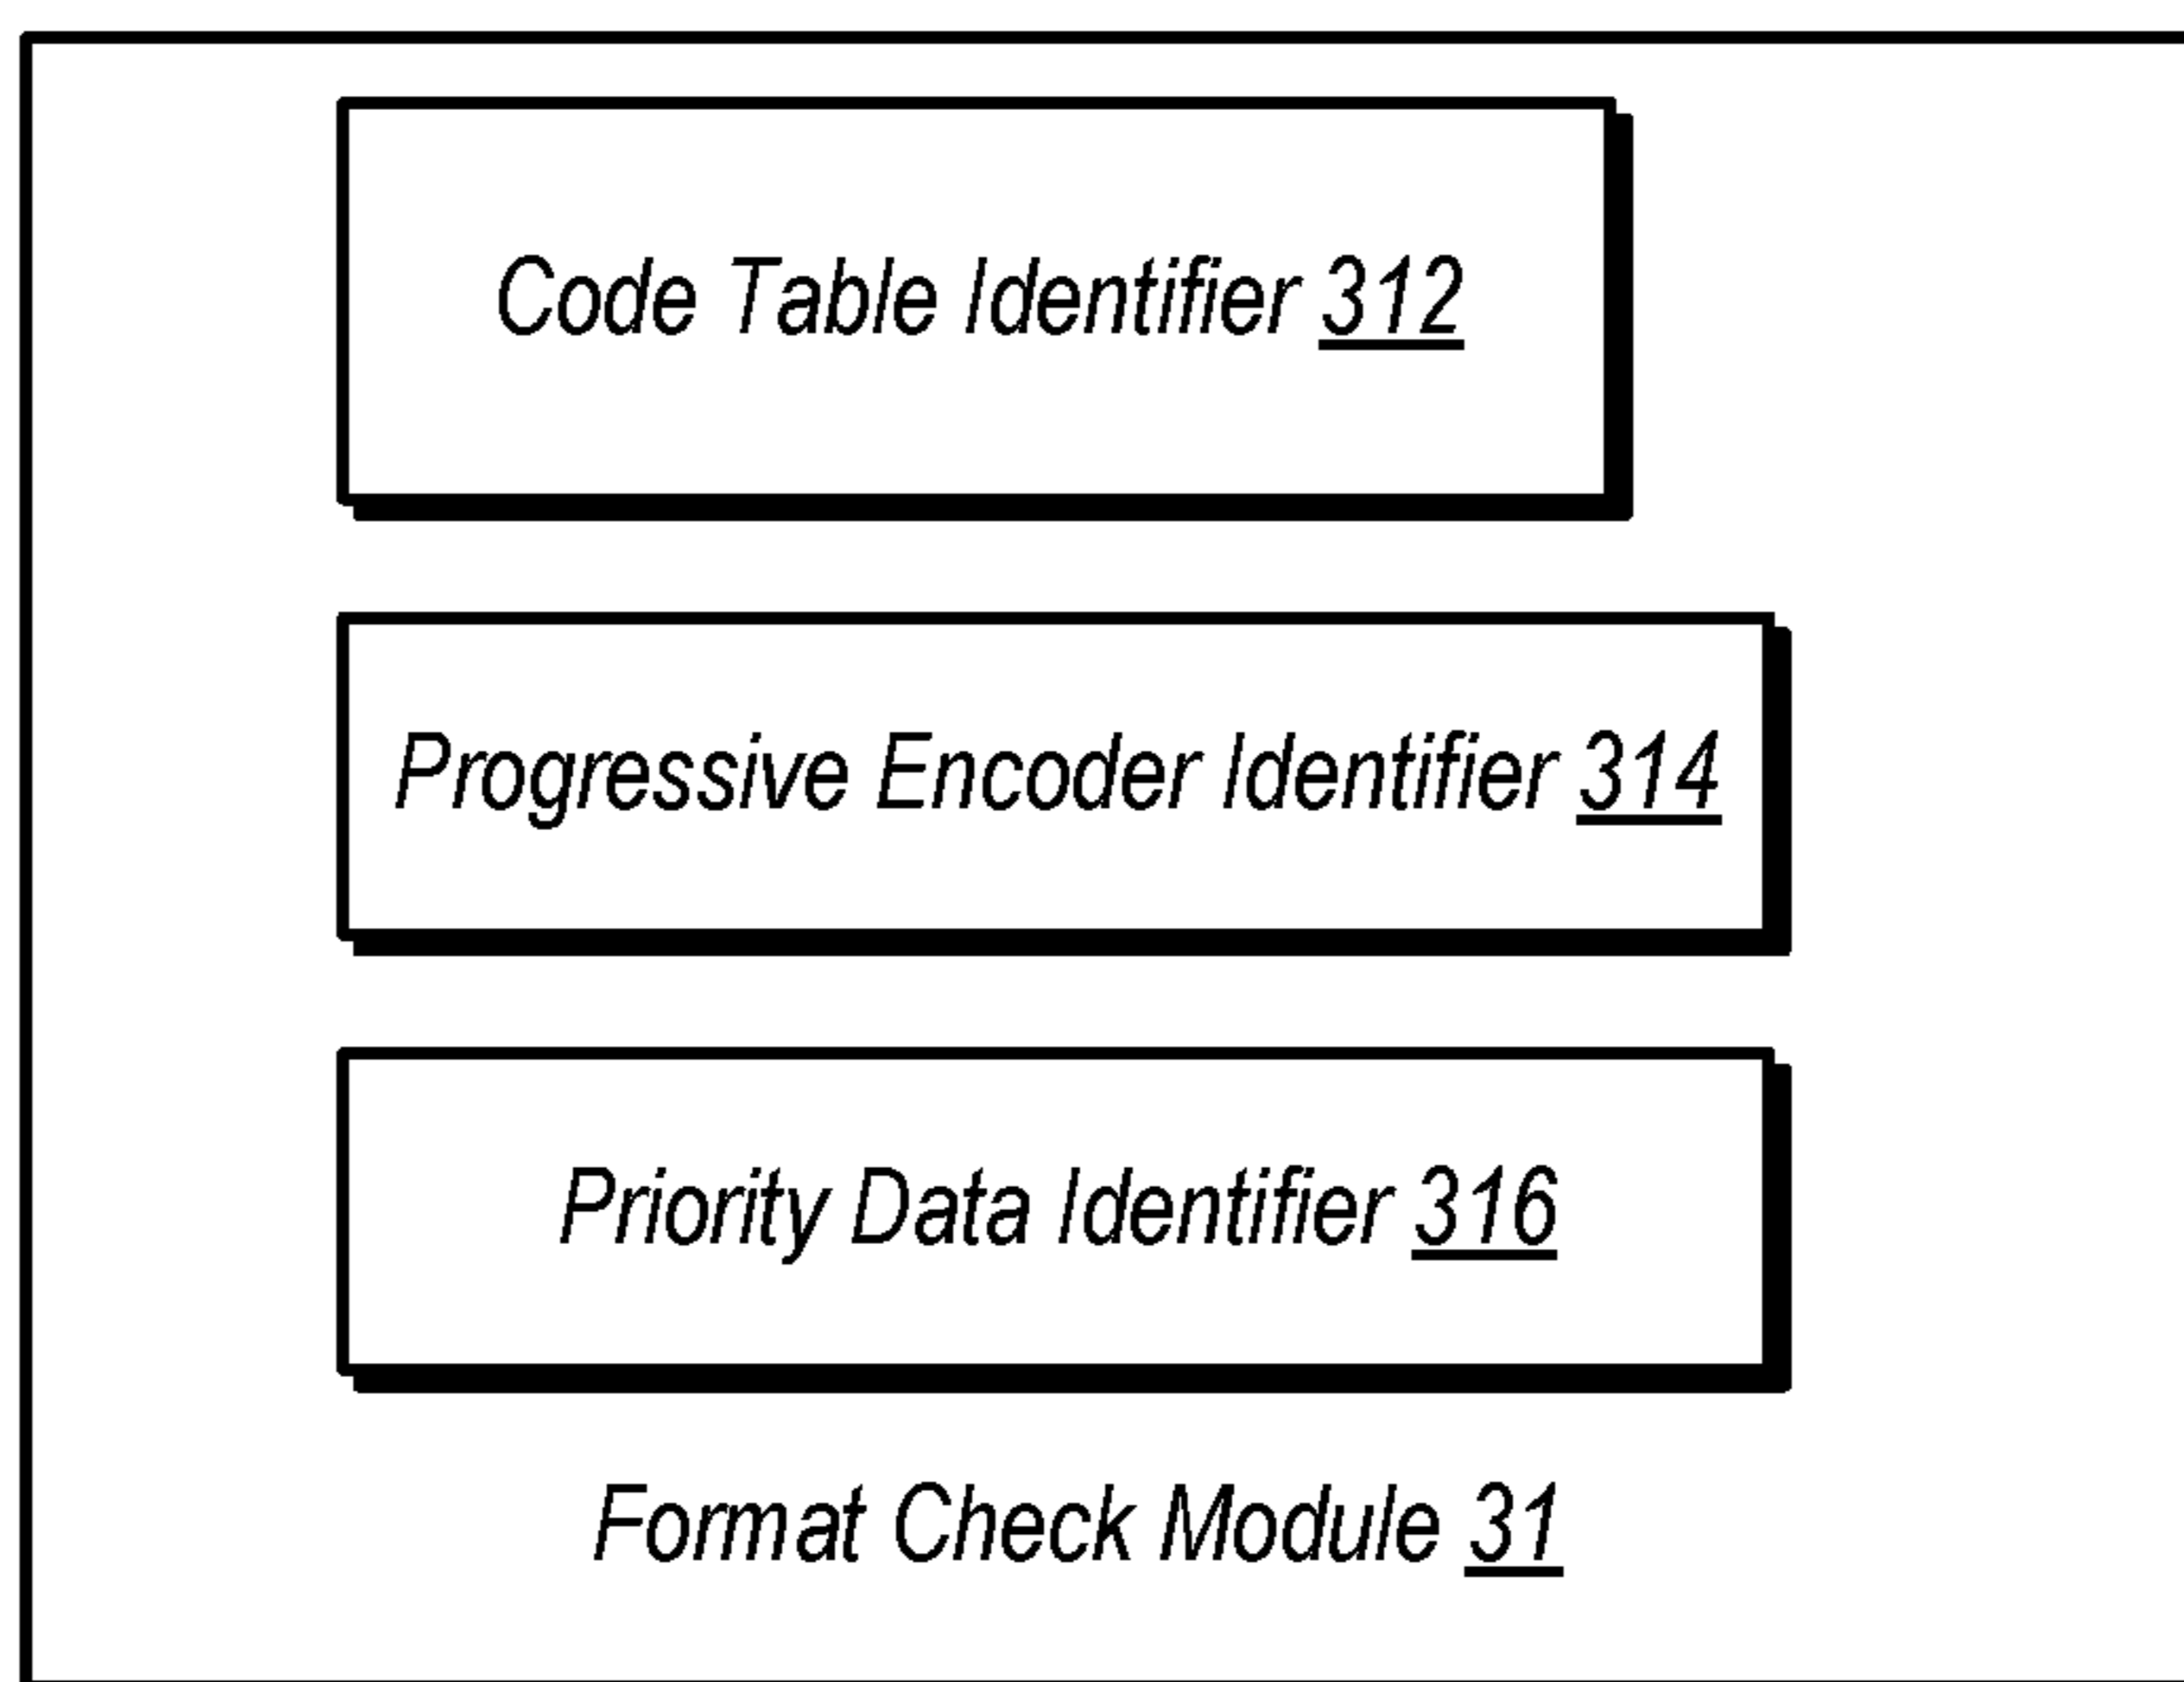 Code Table Identifier 312
Progressive Encoder Identifier 314
Priority Data Identifier 316
Format Check Module 31